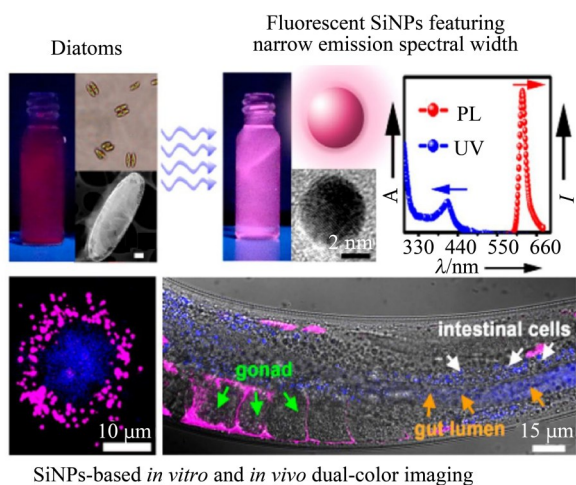 Diatoms
Fluorescent SiNPs featuring
narrow emission spectral width
2 nm
A
PL
UV
I
330 440 550 660
λ/nm
10 μm
gonad
intestinal cells
gut lumen
15 μm
SiNPs-based in vitro and in vivo dual-color imaging